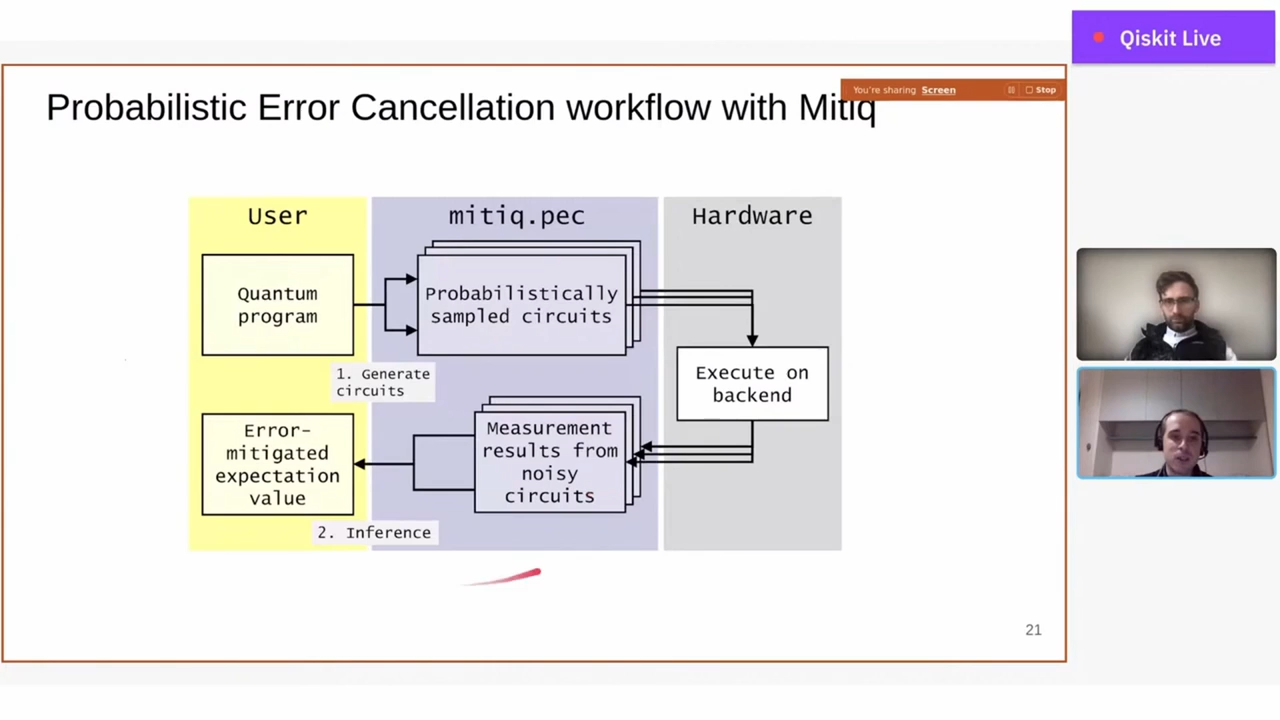 Qiskit Live
You're sharing Screen
Stop
Probabilistic Error Cancellation workflow with Mitiq
User
mitiq.pec
Hardware
Quantum
program
Probabilistically
sampled circuits
Execute on
backend
1. Generate
circuits
Error-
mitigated
expectation
value
Measurement
results from
noisy
circuits
2. Inference
21